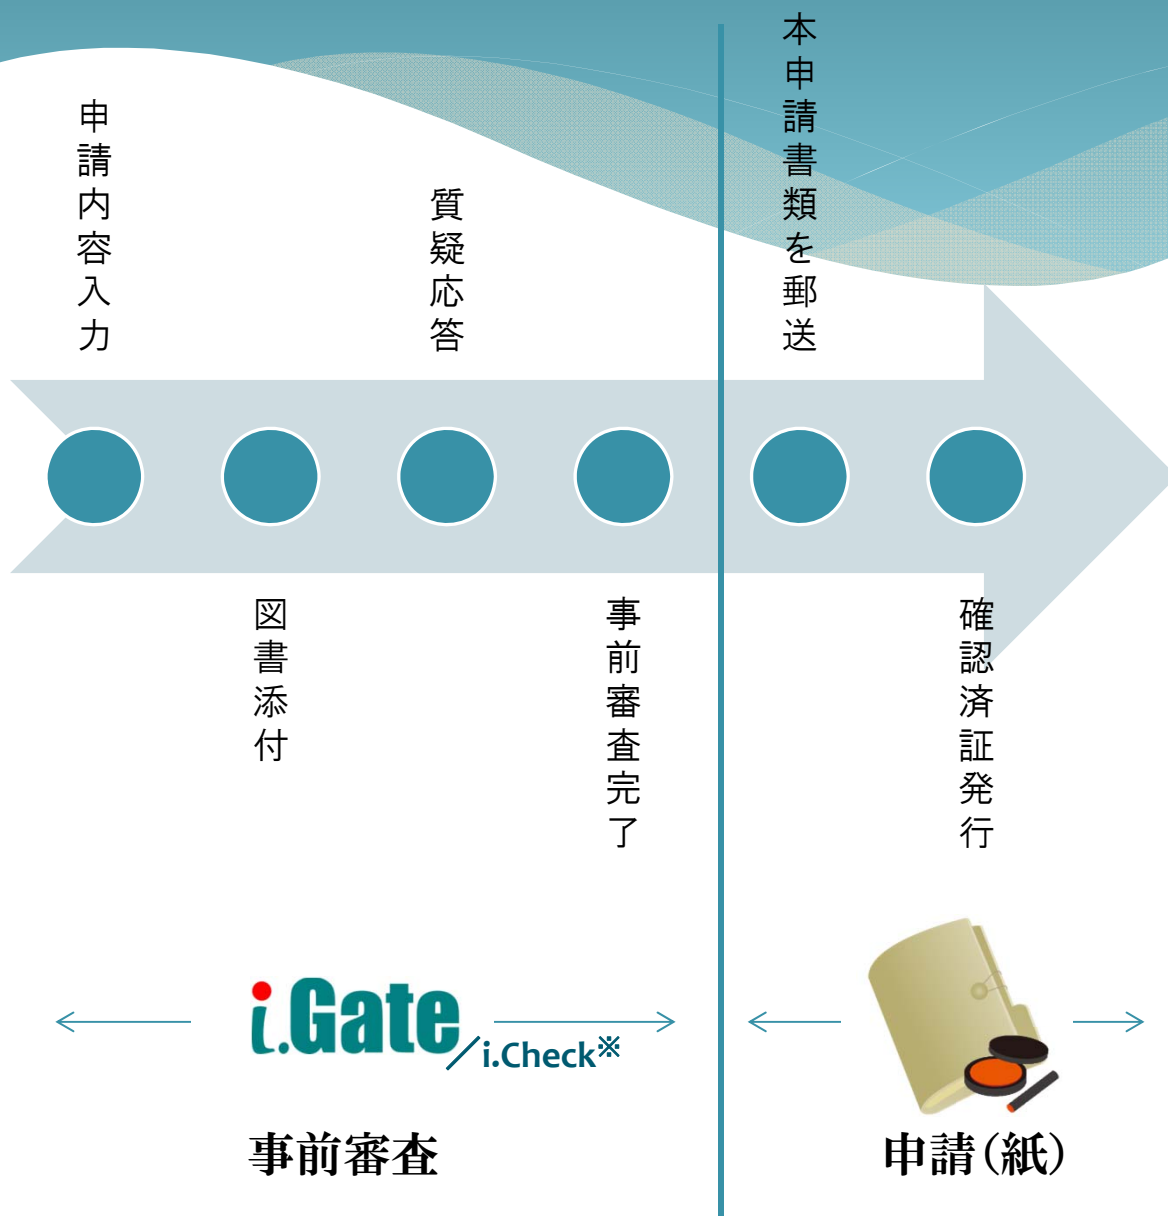 申請内容入力
図書添付
質疑応答
事前審査完了
本申請書類を郵送
確認済証発行
i.Gate
／i.Check※
事前審査
申請（紙）